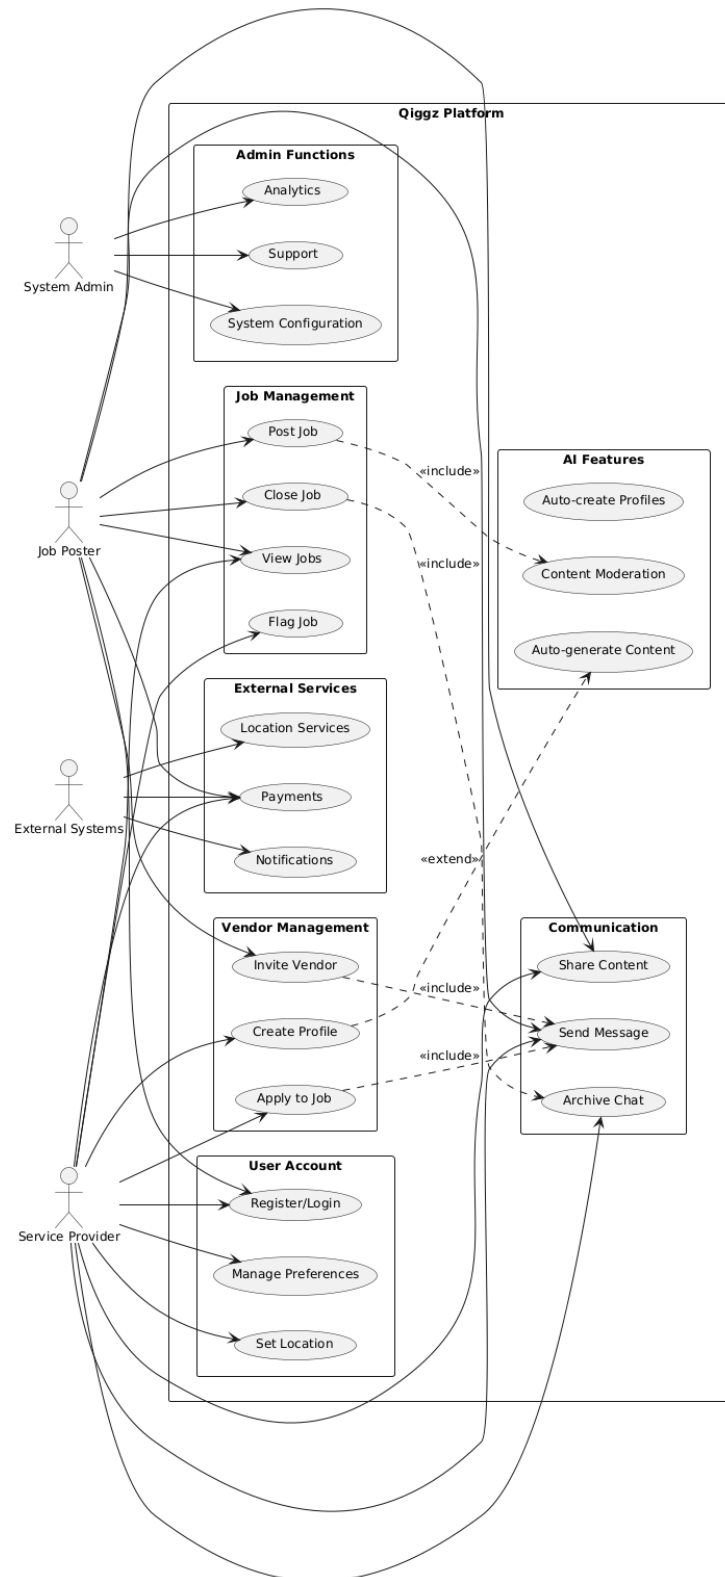 Qiggz Platform
Admin Functions
Analytics
Support
System Configuration
System Admin
Job Management
Post Job
Close Job
View Jobs
Flag Job
Job Poster
«include»
«include»
AI Features
Auto-create Profiles
Content Moderation
Auto-generate Content
External Services
Location Services
Payments
Notifications
External Systems
«extend»
Vendor Management
Invite Vendor
Create Profile
Apply to Job
«include»
«include»
Communication
Share Content
Send Message
Archive Chat
User Account
Register/Login
Manage Preferences
Set Location
Service Provider